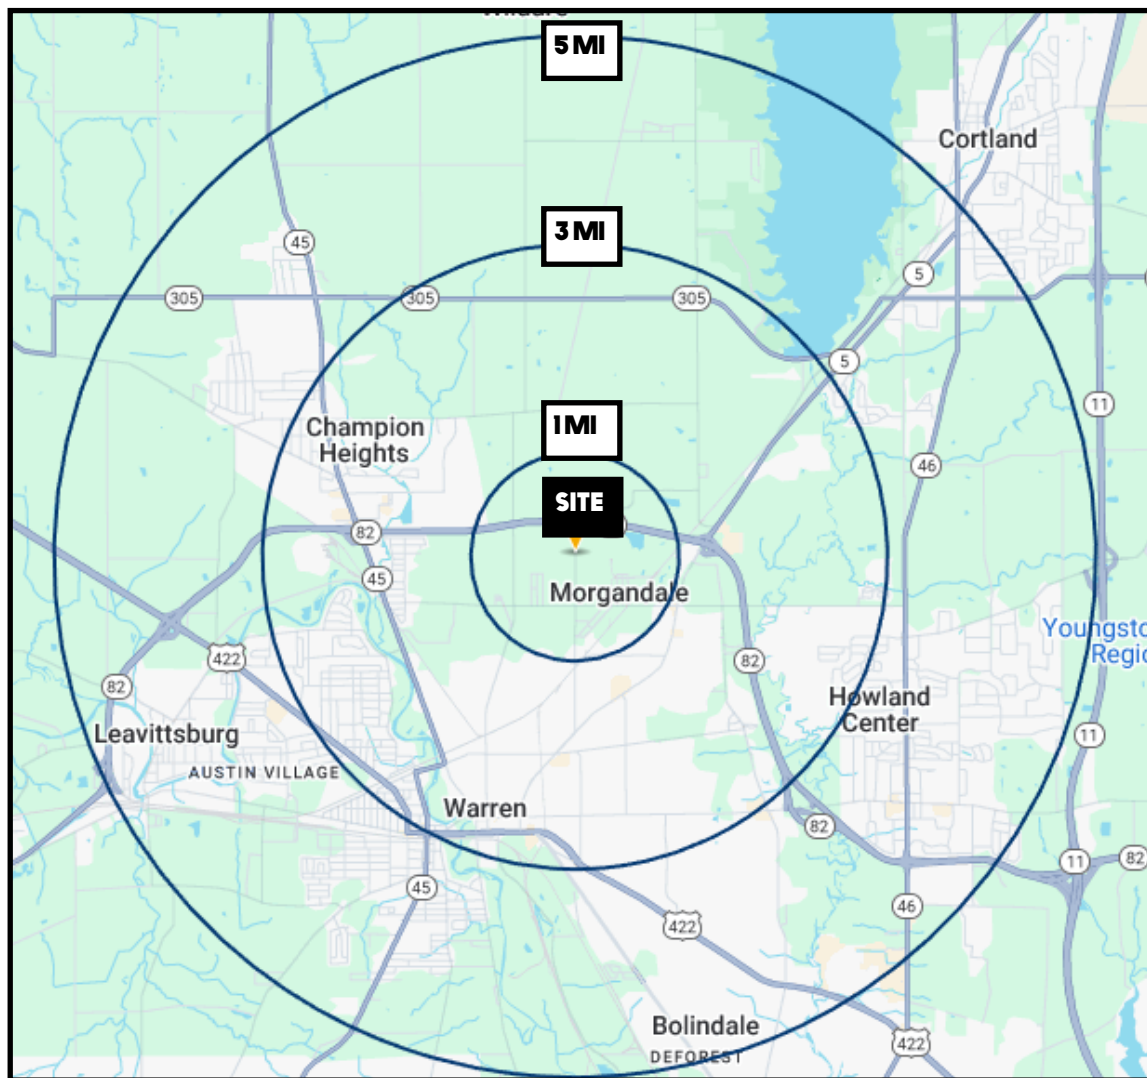 5 MI
Cortland
3 MI
45
5
305
305
305
5
11
1 MI
Champion
Heights
46
SITE
82
45
Morgandale
Youngsto
Regio
422
82
82
Howland
Center
Leavittsburg
11
AUSTIN VILLAGE
Warren
82
11
82
45
46
422
Bolindale
DEFOREST
422